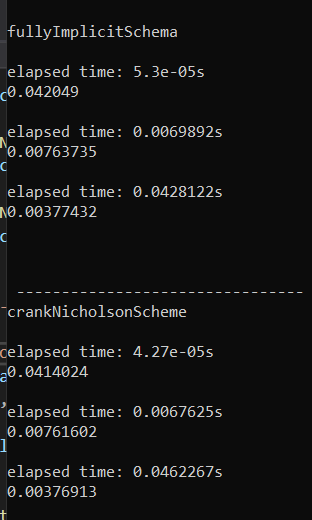 fullyImplicitSchema
elapsed time: 5.3e-05s
0.042049
elapsed time: 0.0069892s
0.00763735
elapsed time: 0.0428122s
0.00377432
--------------------------------
crankNicholsonScheme
elapsed time: 4.27e-05s
0.0414024
elapsed time: 0.0067625s
0.00761602
elapsed time: 0.0462267s
0.00376913